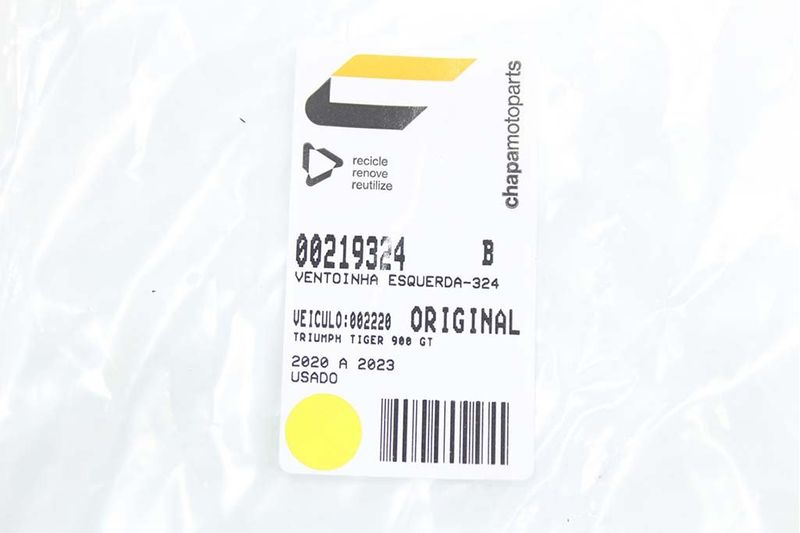 chapamotoparts
recicle
renove
reutilize
00219324 B
VENTOINHA ESQUERDA-324
VEICULO:002220 ORIGINAL
TRIUMPH TIGER 900 GT
2020 A 2023
USADO